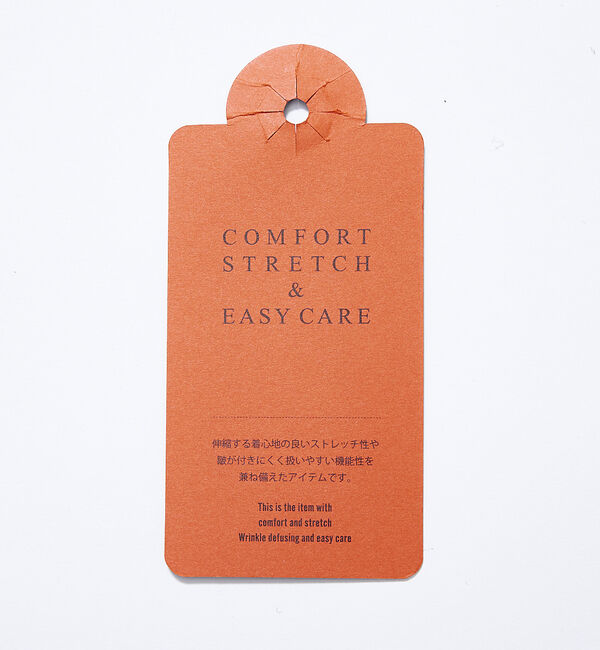 COMFORT
STRETCH
&
EASY CARE
伸縮する着心地の良いストレッチ性や
皺が付きにくく扱いやすい機能性を
兼ね備えたアイテムです。
This is the item with
comfort and stretch
Wrinkle defusing and easy care